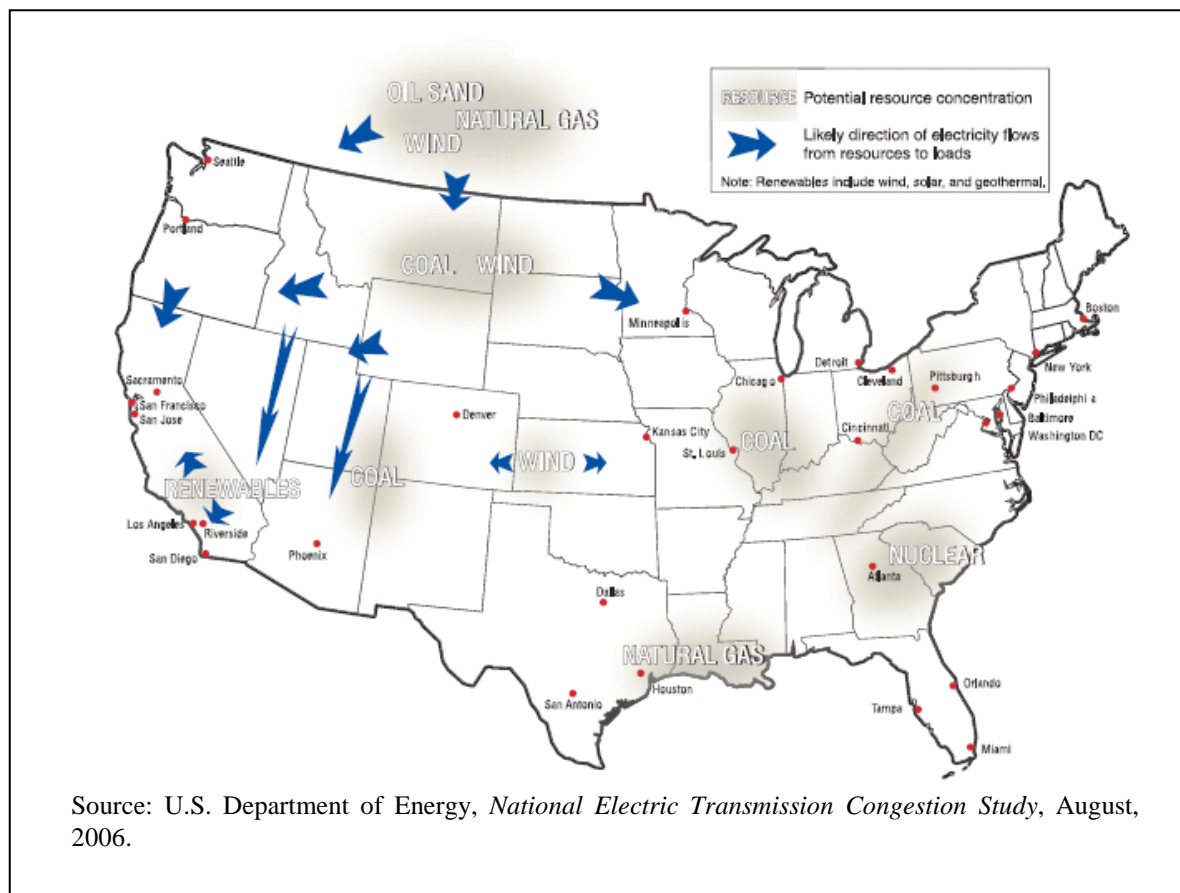 OIL SAND
NATURAL GAS
WIND
RESOURCE Potential resource concentration
Likely direction of electricity flows
from resources to loads
Note: Renewables include wind, solar, and geothermal.
Seattle
Portland
COAL WIND
Minneapolis
Boston
Detroit
Chicago
Cleveland
Pittsburgh
New York
Philadelphia
Baltimore
Washington DC
COAL
Sacramento
San Francisco
San Jose
Denver
Kansas City
St. Louis
COAL
Cincinnati
WIND
COAL
RENEWABLES
Los Angeles
Riverside
San Diego
Phoenix
NUCLEAR
Atlanta
Dallas
NATURAL GAS
Houston
San Antonio
Orlando
Tampa
Miami
Source: U.S. Department of Energy, National Electric Transmission Congestion Study, August,
2006.